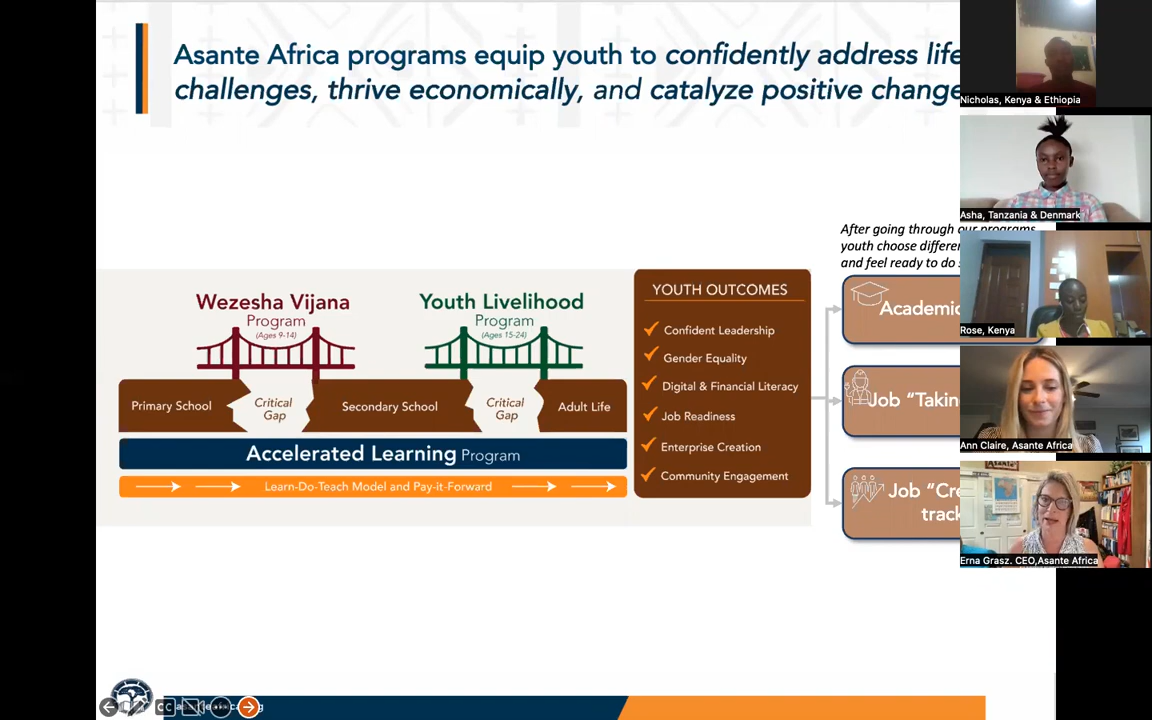 Asante Africa programs equip youth to confidently address life
challenges, thrive economically, and catalyze positive change
After going through our programs
youth choose differen
and feel ready to do s
Wezesha Vijana
Program
(Ages 9-14)
Youth Livelihood
Program
(Ages 15-24)
Primary School
Critical
Gap
Secondary School
Critical
Gap
Adult Life
Accelerated Learning Program
Learn-Do-Teach Model and Pay-it-Forward
YOUTH OUTCOMES
Confident Leadership
Gender Equality
Digital & Financial Literacy
Job Readiness
Enterprise Creation
Community Engagement
Academic
Job “Takin
Job “Cre
track
Nicholas, Kenya & Ethiopia
Asha, Tanzania & Denmark
Rose, Kenya
Ann Claire, Asante Africa
Erna Grasz. CEO,Asante Africa
CC